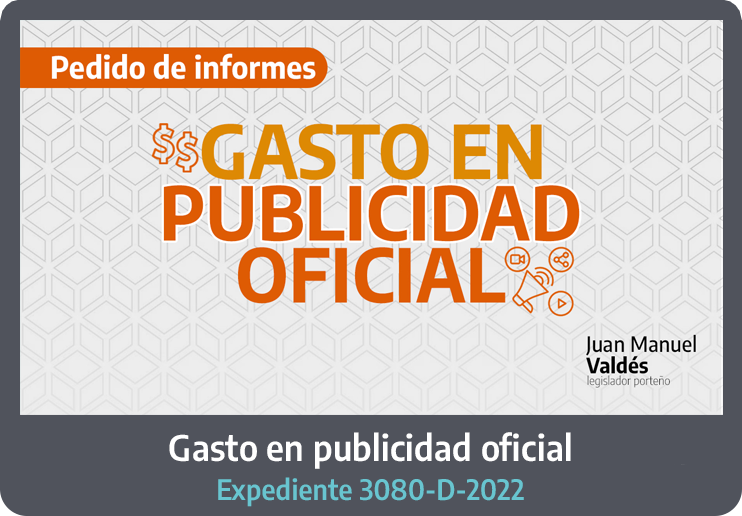 Pedido de informes
$$GASTO EN
PUBLICIDAD
OFICIAL
Juan Manuel
Valdés
legislador porteño
Gasto en publicidad oficial
Expediente 3080-D-2022